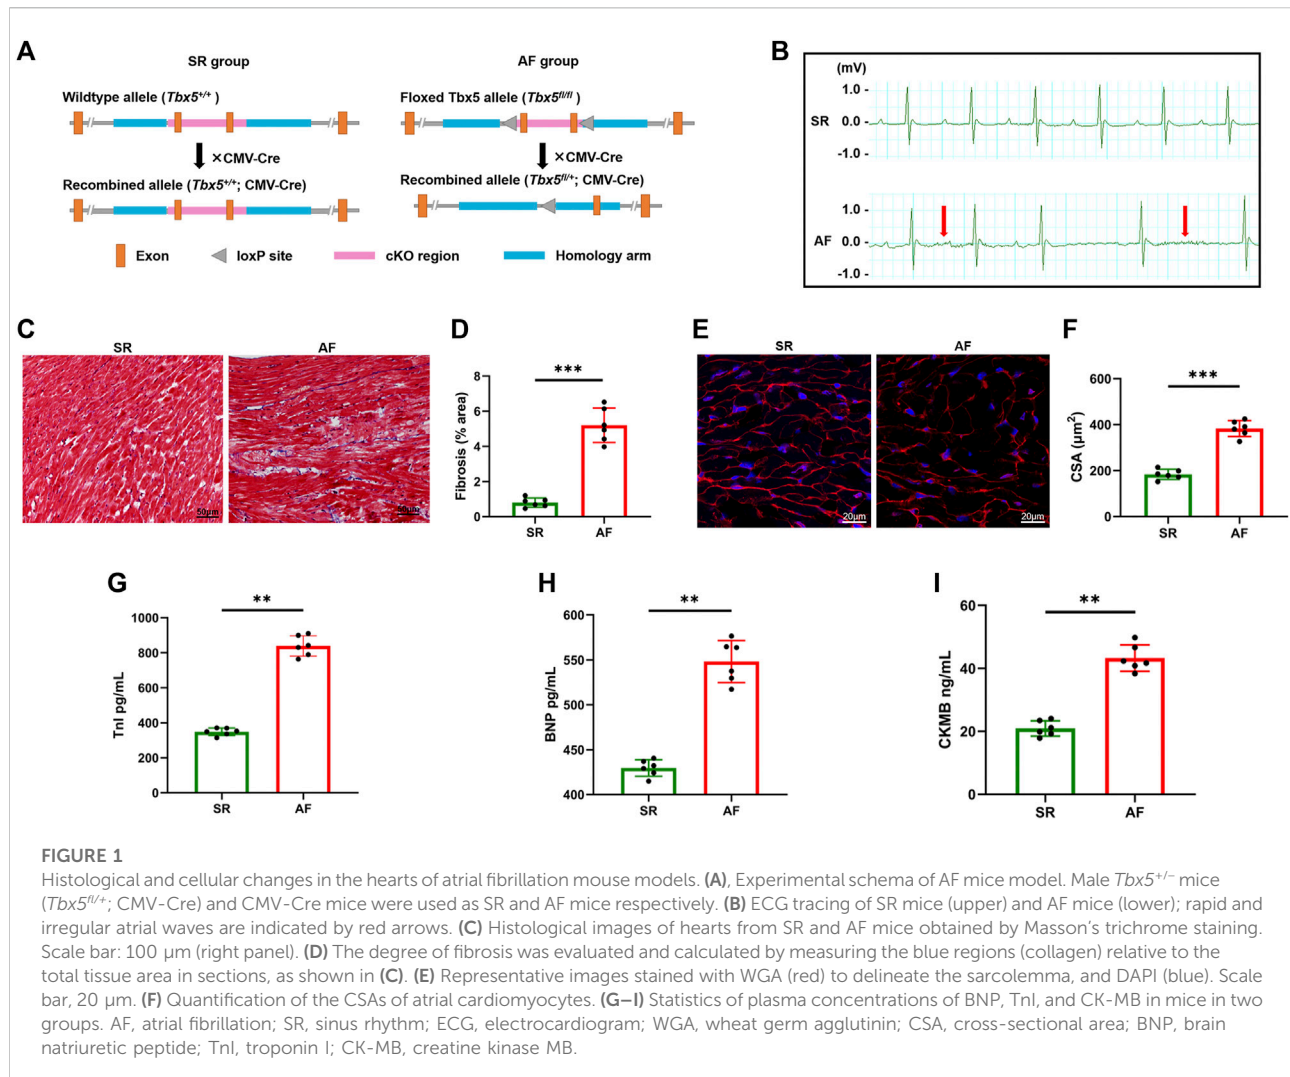 A
SR group
AF group
Wildtype allele (Tbx5+/+ )
Floxed Tbx5 allele (Tbx5fl/fl )
×CMV-Cre
×CMV-Cre
Recombined allele (Tbx5+/+; CMV-Cre)
Recombined allele (Tbx5fl/+; CMV-Cre)
Exon
loxP site
cKO region
Homology arm
B
(mV)
1.0
SR 0.0
-1.0
1.0
AF 0.0
-1.0
C
SR
AF
50μm
50μm
D
Fibrosis (% area)
8
6
4
2
0
***
SR
AF
E
SR
AF
20μm
20μm
F
CSA (μm2)
600
400
200
0
***
SR
AF
G
TnI pg/mL
1000
800
600
400
200
0
**
SR
AF
H
BNP pg/mL
600
550
500
450
400
**
SR
AF
I
CKMB ng/mL
60
40
20
0
**
SR
AF
FIGURE 1
Histological and cellular changes in the hearts of atrial fibrillation mouse models. (A), Experimental schema of AF mice model. Male Tbx5+/− mice
(Tbx5fl/+; CMV-Cre) and CMV-Cre mice were used as SR and AF mice respectively. (B) ECG tracing of SR mice (upper) and AF mice (lower); rapid and
irregular atrial waves are indicated by red arrows. (C) Histological images of hearts from SR and AF mice obtained by Masson's trichrome staining.
Scale bar: 100 μm (right panel). (D) The degree of fibrosis was evaluated and calculated by measuring the blue regions (collagen) relative to the
total tissue area in sections, as shown in (C). (E) Representative images stained with WGA (red) to delineate the sarcolemma, and DAPI (blue). Scale
bar, 20 μm. (F) Quantification of the CSAs of atrial cardiomyocytes. (G–I) Statistics of plasma concentrations of BNP, TnI, and CK-MB in mice in two
groups. AF, atrial fibrillation; SR, sinus rhythm; ECG, electrocardiogram; WGA, wheat germ agglutinin; CSA, cross-sectional area; BNP, brain
natriuretic peptide; TnI, troponin I; CK-MB, creatine kinase MB.